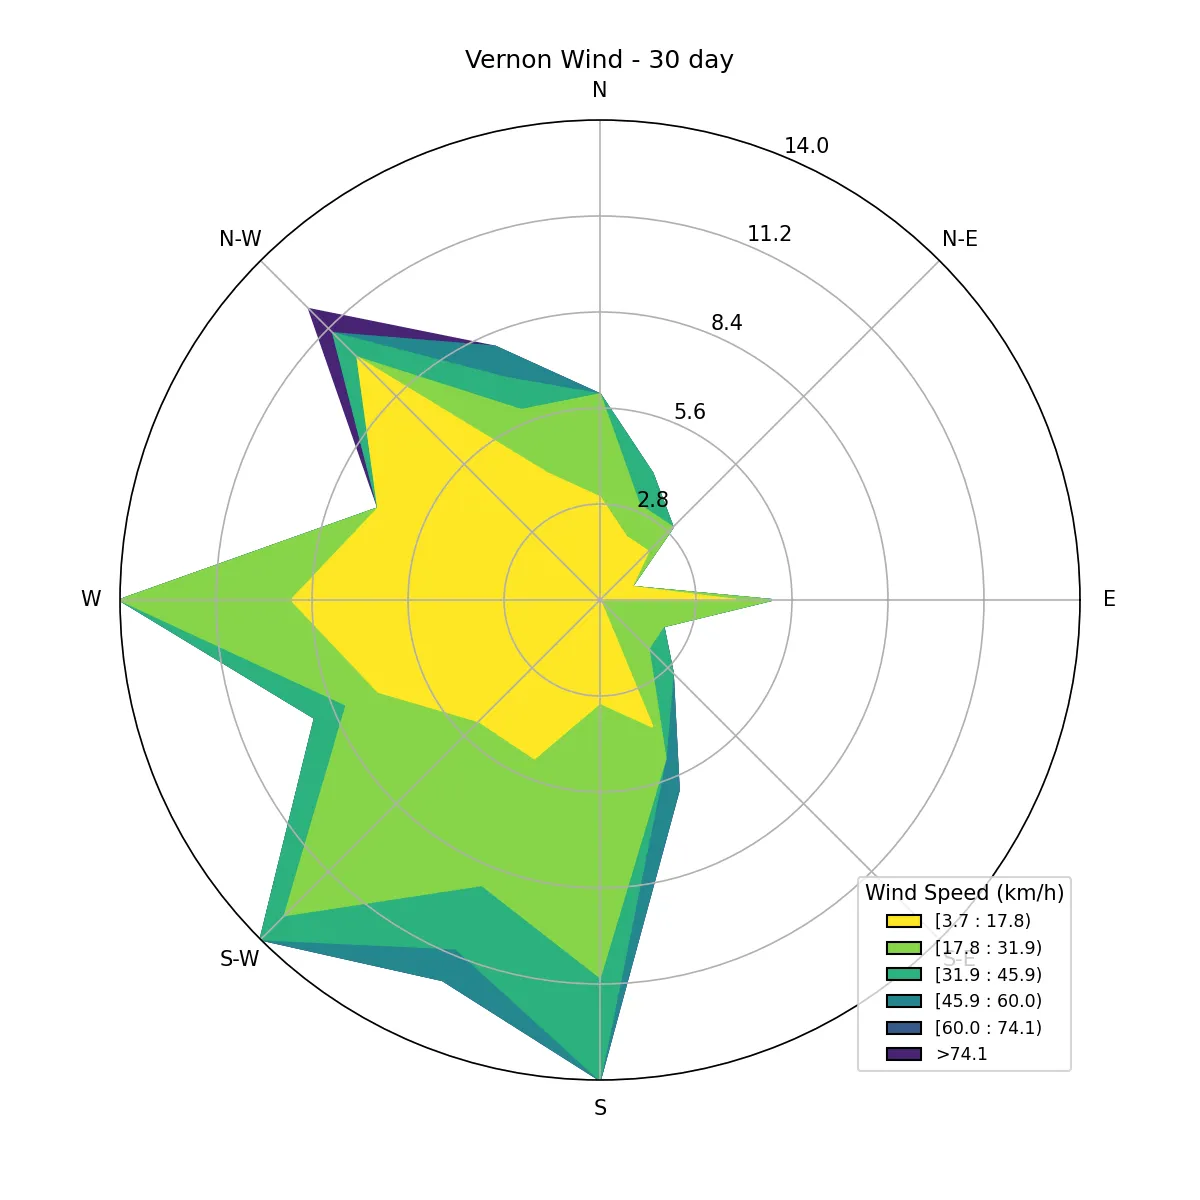 Vernon Wind - 30 day
N
14.0
11.2
N-W
N-E
8.4
5.6
2.8
W
E
Wind Speed (km/h)
[3.7 : 17.8)
[17.8 : 31.9)
S-W
S-E
[31.9 : 45.9)
[45.9 : 60.0)
[60.0 : 74.1)
>74.1
S